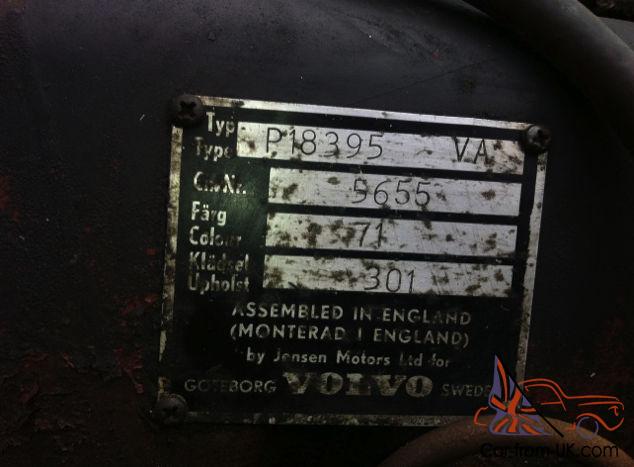 Typ
Type P18395 VA
Ch.Nr. 5655
Färg
Colour 71
Klädsel
Upholst 301
ASSEMBLED IN ENGLAND
(MONTERAD I ENGLAND)
by Jensen Motors Ltd for
GÖTEBORG VOLVO SWEDEN
Car-from-UK.com